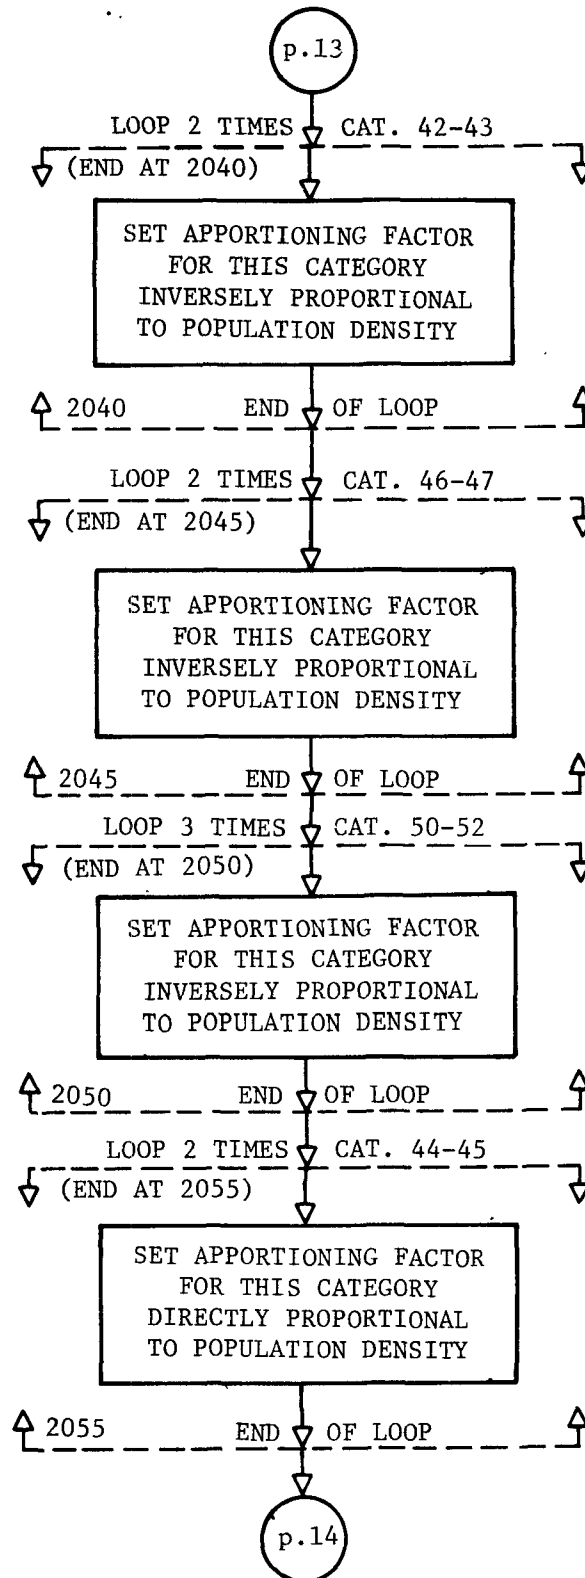 p.13
LOOP 2 TIMES CAT. 42-43
(END AT 2040)
SET APPORTIONING FACTOR
FOR THIS CATEGORY
INVERSELY PROPORTIONAL
TO POPULATION DENSITY
2040 END OF LOOP
LOOP 2 TIMES CAT. 46-47
(END AT 2045)
SET APPORTIONING FACTOR
FOR THIS CATEGORY
INVERSELY PROPORTIONAL
TO POPULATION DENSITY
2045 END OF LOOP
LOOP 3 TIMES CAT. 50-52
(END AT 2050)
SET APPORTIONING FACTOR
FOR THIS CATEGORY
INVERSELY PROPORTIONAL
TO POPULATION DENSITY
2050 END OF LOOP
LOOP 2 TIMES CAT. 44-45
(END AT 2055)
SET APPORTIONING FACTOR
FOR THIS CATEGORY
DIRECTLY PROPORTIONAL
TO POPULATION DENSITY
2055 END OF LOOP
p.14